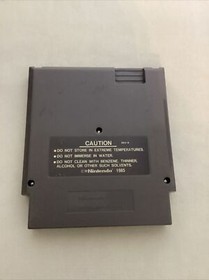 CAUTION
• DO NOT STORE IN EXTREME TEMPERATURES.
• DO NOT IMMERSE IN WATER.
• DO NOT CLEAN WITH BENZENE, THINNER,
ALCOHOL OR OTHER SUCH SOLVENTS.
© Nintendo 1985